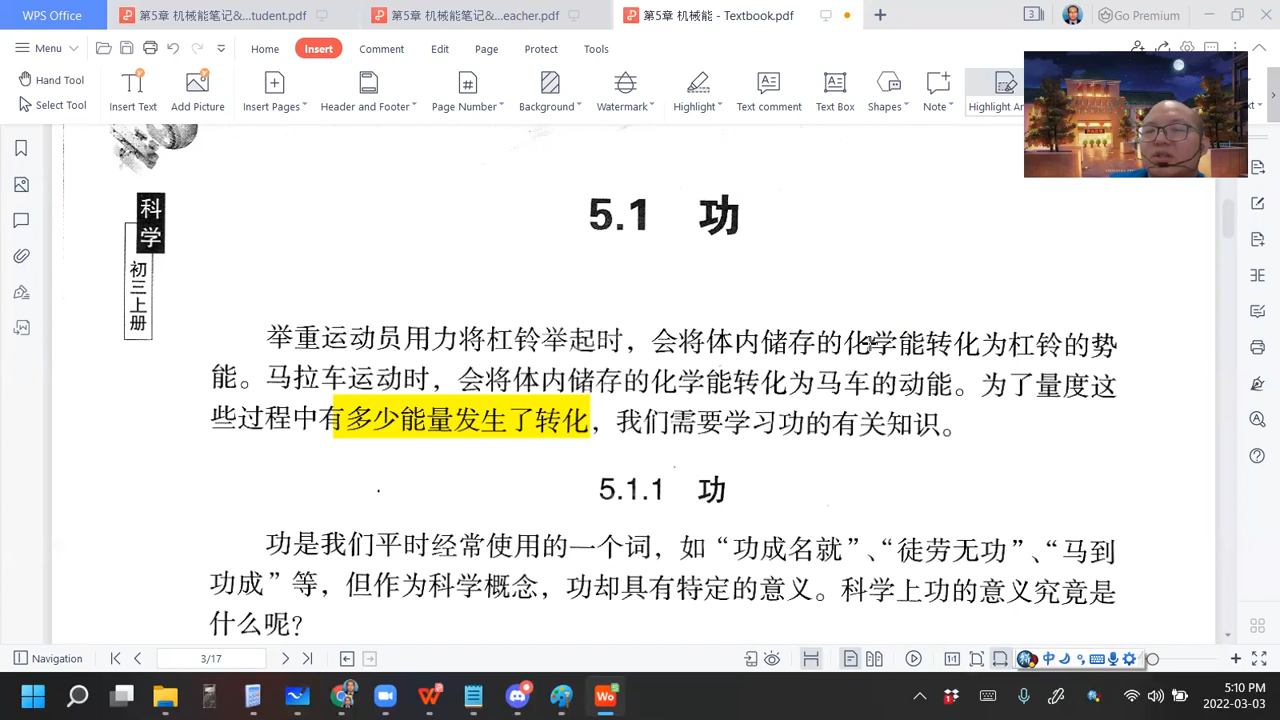 WPS Office
第5章 机械能笔记&...tudent.pdf
第5章 机械能笔记&...eacher.pdf
第5章 机械能 - Textbook.pdf
3
Go Premium
Menu
Home
Insert
Comment
Edit
Page
Protect
Tools
Hand Tool
Select Tool
Insert Text
Add Picture
Insert Pages
Header and Footer
Page Number
Background
Watermark
Highlight
Text comment
Text Box
Shapes
Note
Highlight Ar
科学
初三上册
5.1 功
举重运动员用力将杠铃举起时，会将体内储存的化学能转化为杠铃的势
能。马拉车运动时，会将体内储存的化学能转化为马车的动能。为了量度这
些过程中有多少能量发生了转化，我们需要学习功的有关知识。
5.1.1 功
功是我们平时经常使用的一个词，如“功成名就”、“徒劳无功”、“马到
功成”等，但作为科学概念，功却具有特定的意义。科学上功的意义究竟是
什么呢？
Navigation
3/17
中
5:10 PM
2022-03-03